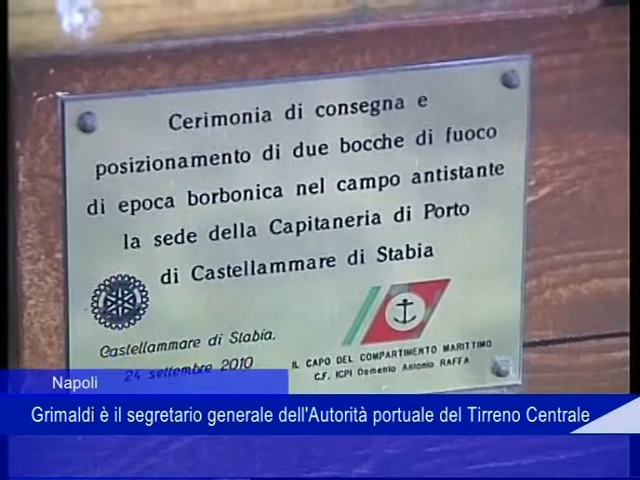 Cerimonia di consegna e
posizionamento di due bocche di fuoco
di epoca borbonica nel campo antistante
la sede della Capitaneria di Porto
di Castellammare di Stabia
Castellammare di Stabia.
24 settembre 2010
IL CAPO DEL COMPARTIMENTO MARITTIMO
C.F. ICPI Demetrio Antonio RAFFA
Napoli
Grimaldi è il segretario generale dell'Autorità portuale del Tirreno Centrale